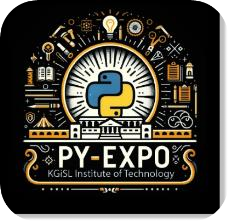 PY-EXPO
KGiSL Institute of Technology